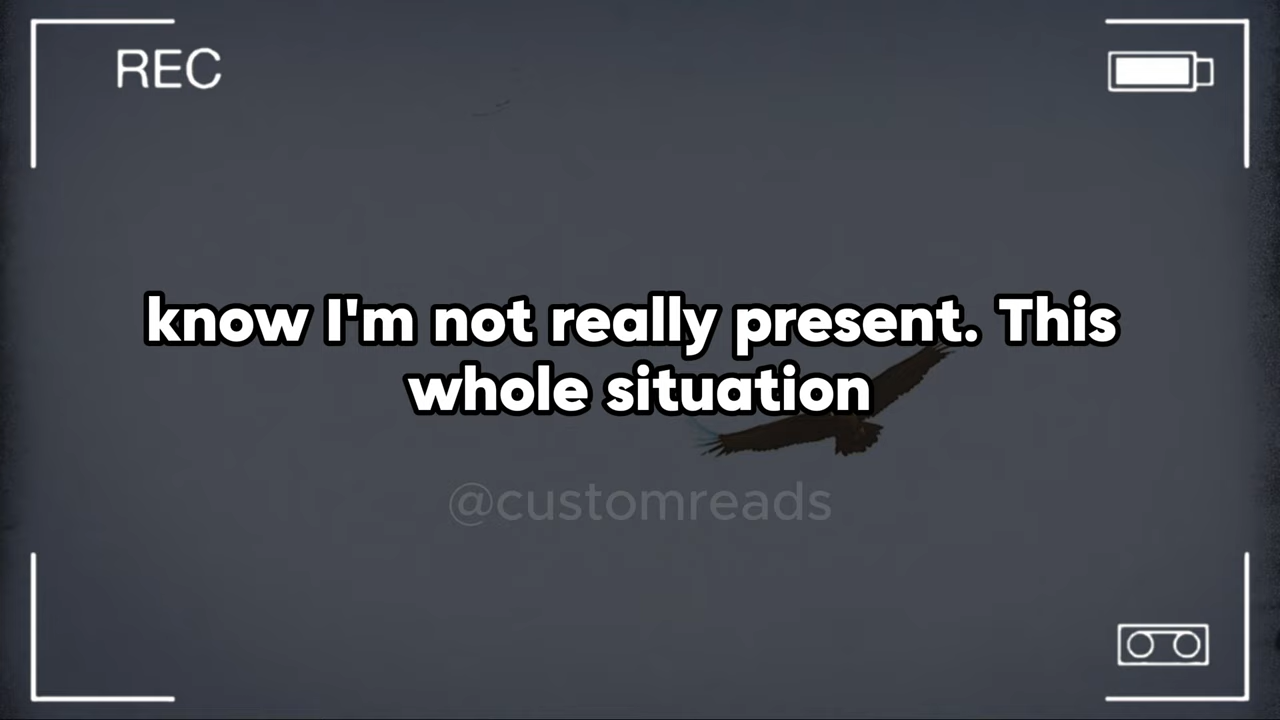 REC
know I'm not really present. This
whole situation
@customreads